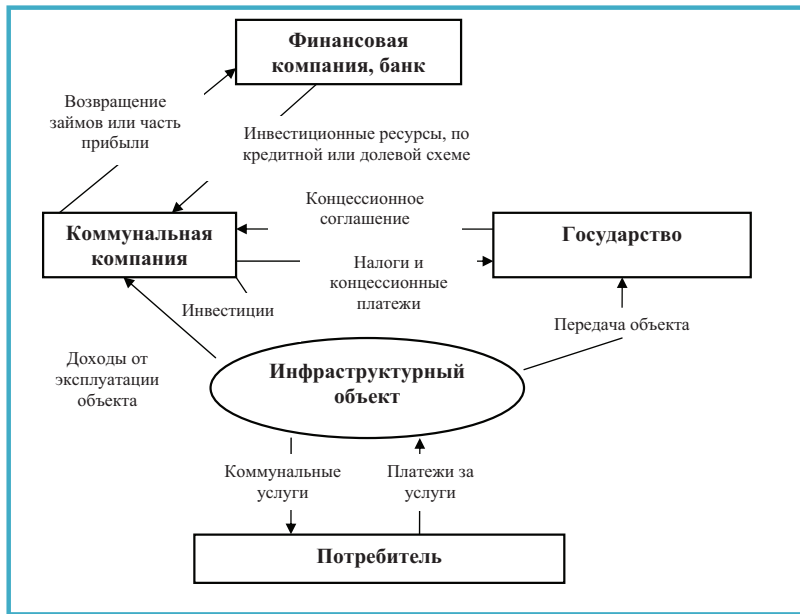 Финансовая
компания, банк
Возвращение
займов или часть
прибыли
Инвестиционные ресурсы, по
кредитной или долевой схеме
Концессионное
соглашение
Коммунальная
компания
Государство
Налоги и
концессионные
платежи
Инвестиции
Передача объекта
Доходы от
эксплуатации
объекта
Инфраструктурный
объект
Коммунальные
услуги
Платежи за
услуги
Потребитель